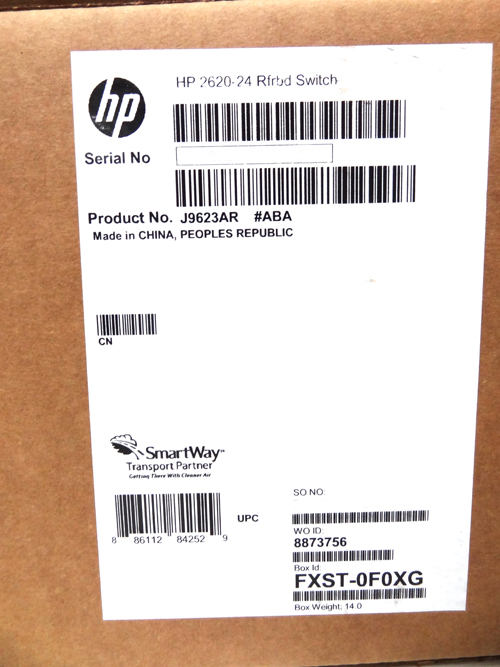 hp
HP 2620-24 Rfrbd Switch
Serial No
Product No. J9623AR #ABA
Made in CHINA, PEOPLES REPUBLIC
CN
SmartWay
Transport Partner
Getting There With Cleaner Air
8 86112 84252 9
UPC
SO NO:
WO ID:
8873756
Box Id:
FXST-0F0XG
Box Weight: 14.0